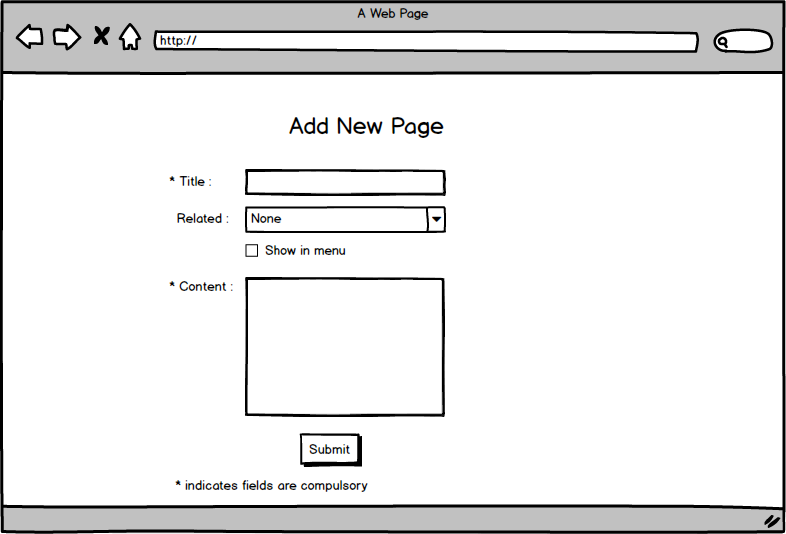 A Web Page
http://
Add New Page
* Title :
Related : None
Show in menu
* Content :
Submit
* indicates fields are compulsory